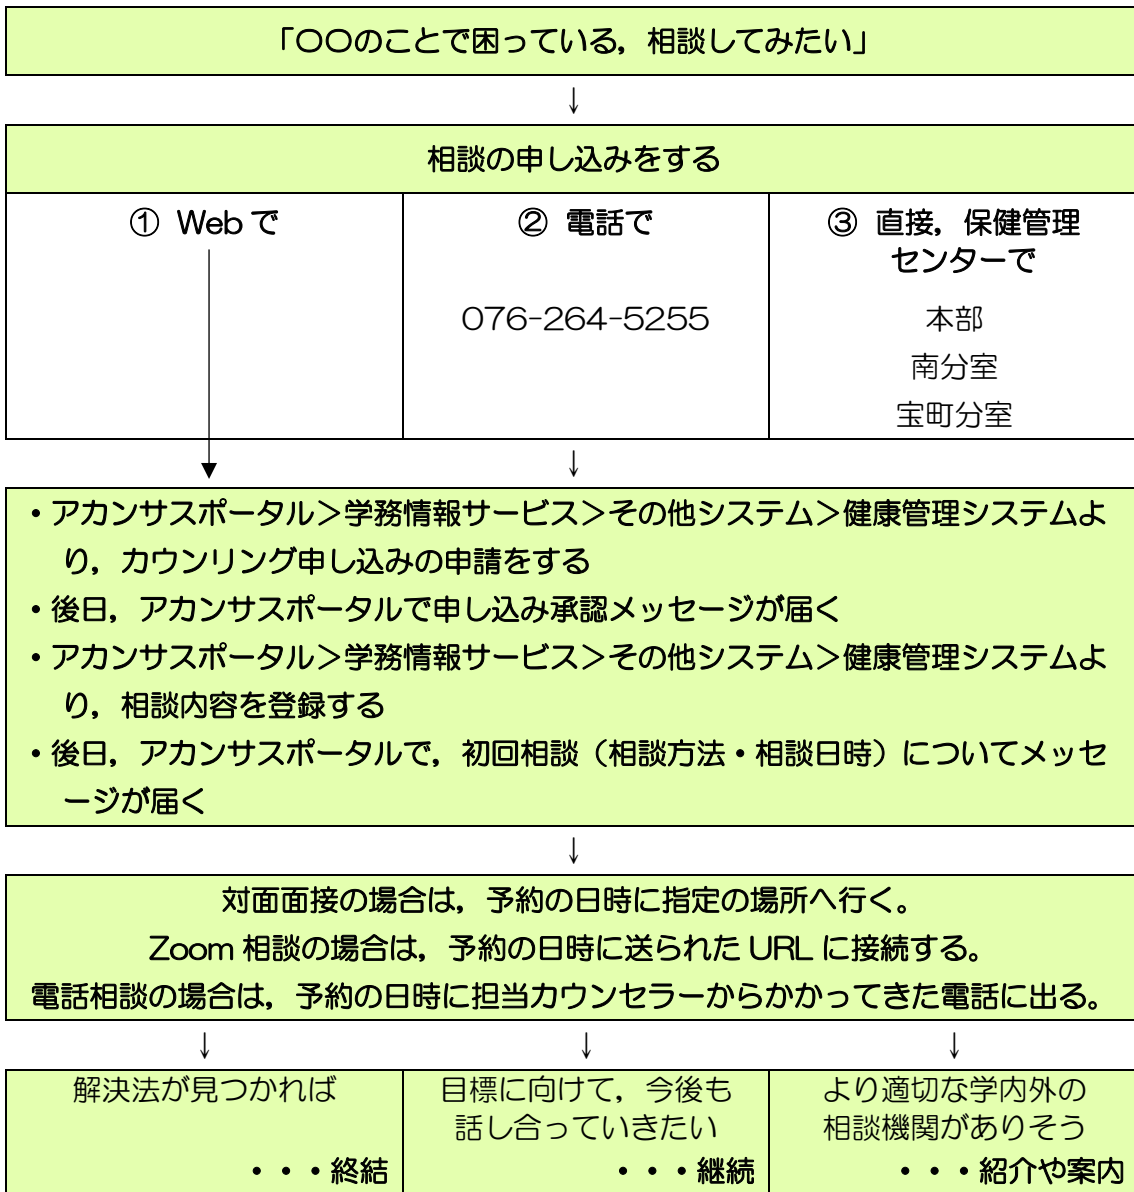 「〇〇のことで困っている，相談してみたい」
↓
相談の申し込みをする
① Web で
② 電話で
076-264-5255
③ 直接，保健管理
センターで
本部
南分室
宝町分室
↓
・アカンサスポータル＞学務情報サービス＞その他システム＞健康管理システムよ
り，カウンリング申し込みの申請をする
・後日，アカンサスポータルで申し込み承認メッセージが届く
・アカンサスポータル＞学務情報サービス＞その他システム＞健康管理システムよ
り，相談内容を登録する
・後日，アカンサスポータルで，初回相談（相談方法・相談日時）についてメッセ
ージが届く
↓
対面面接の場合は，予約の日時に指定の場所へ行く。
Zoom 相談の場合は，予約の日時に送られた URL に接続する。
電話相談の場合は，予約の日時に担当カウンセラーからかかってきた電話に出る。
↓ ↓ ↓
解決法が見つかれば
・・・終結
目標に向けて，今後も
話し合っていきたい
・・・継続
より適切な学内外の
相談機関がありそう
・・・紹介や案内